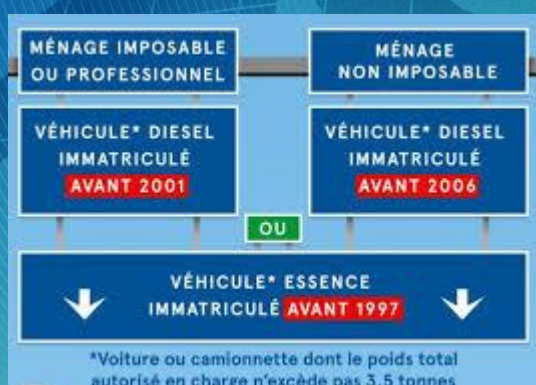 MÉNAGE IMPOSABLE
OU PROFESSIONNEL
MÉNAGE
NON IMPOSABLE
VÉHICULE* DIESEL
IMMATRICULÉ
AVANT 2001
VÉHICULE* DIESEL
IMMATRICULÉ
AVANT 2006
OU
VÉHICULE* ESSENCE
IMMATRICULÉ AVANT 1997
*Voiture ou camionnette dont le poids total
autorisé en charge n'excède pas 3,5 tonnes